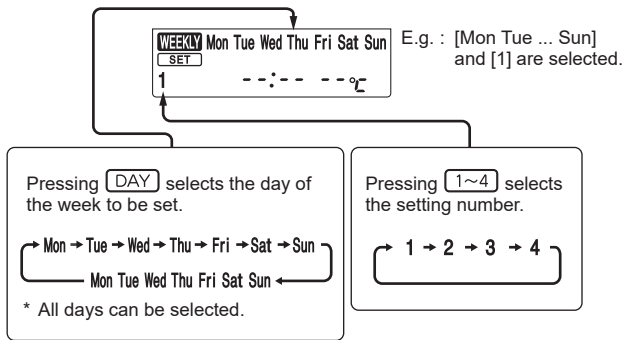 WEEKLY Mon Tue Wed Thu Fri Sat Sun
SET
1 --:-- --°C
E.g. : [Mon Tue ... Sun]
and [1] are selected.
Pressing DAY selects the day of
the week to be set.
Mon → Tue → Wed → Thu → Fri → Sat → Sun
Mon Tue Wed Thu Fri Sat Sun
* All days can be selected.
Pressing 1~4 selects
the setting number.
1 → 2 → 3 → 4